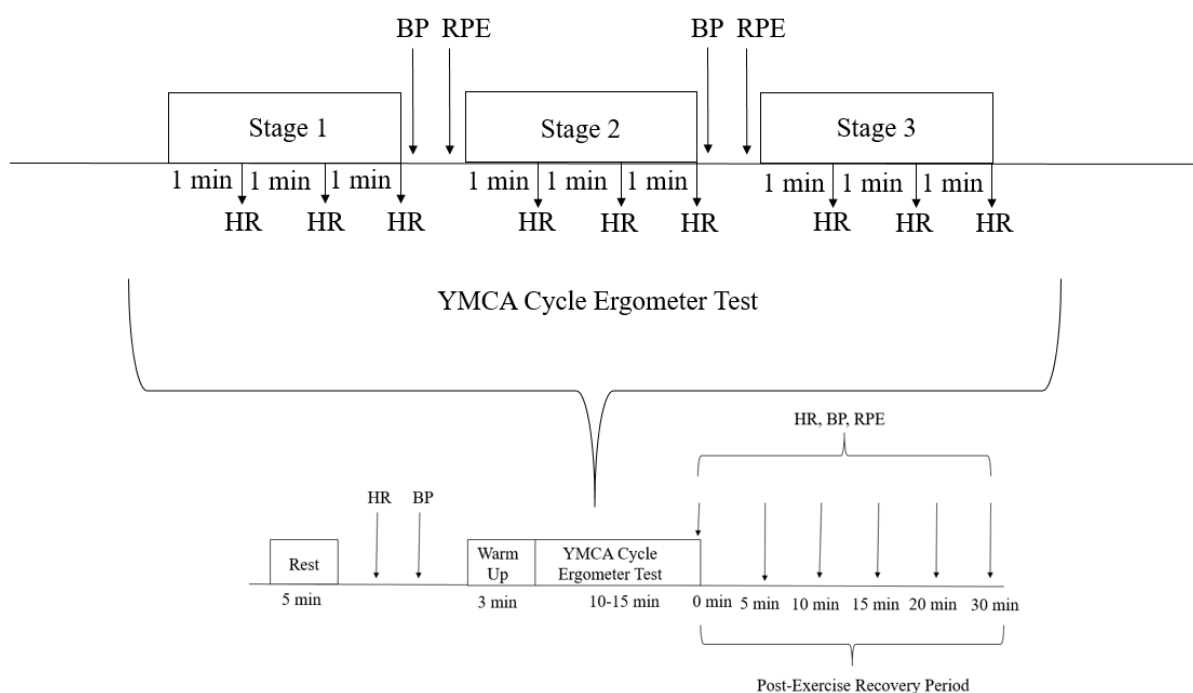 BP RPE BP RPE
Stage 1 Stage 2 Stage 3
1 min 1 min 1 min 1 min 1 min 1 min 1 min 1 min 1 min
HR HR HR HR HR HR HR HR HR
YMCA Cycle Ergometer Test
HR, BP, RPE
HR BP
Rest
Warm
Up
YMCA Cycle
Ergometer Test
5 min 3 min 10-15 min 0 min 5 min 10 min 15 min 20 min 30 min
Post-Exercise Recovery Period